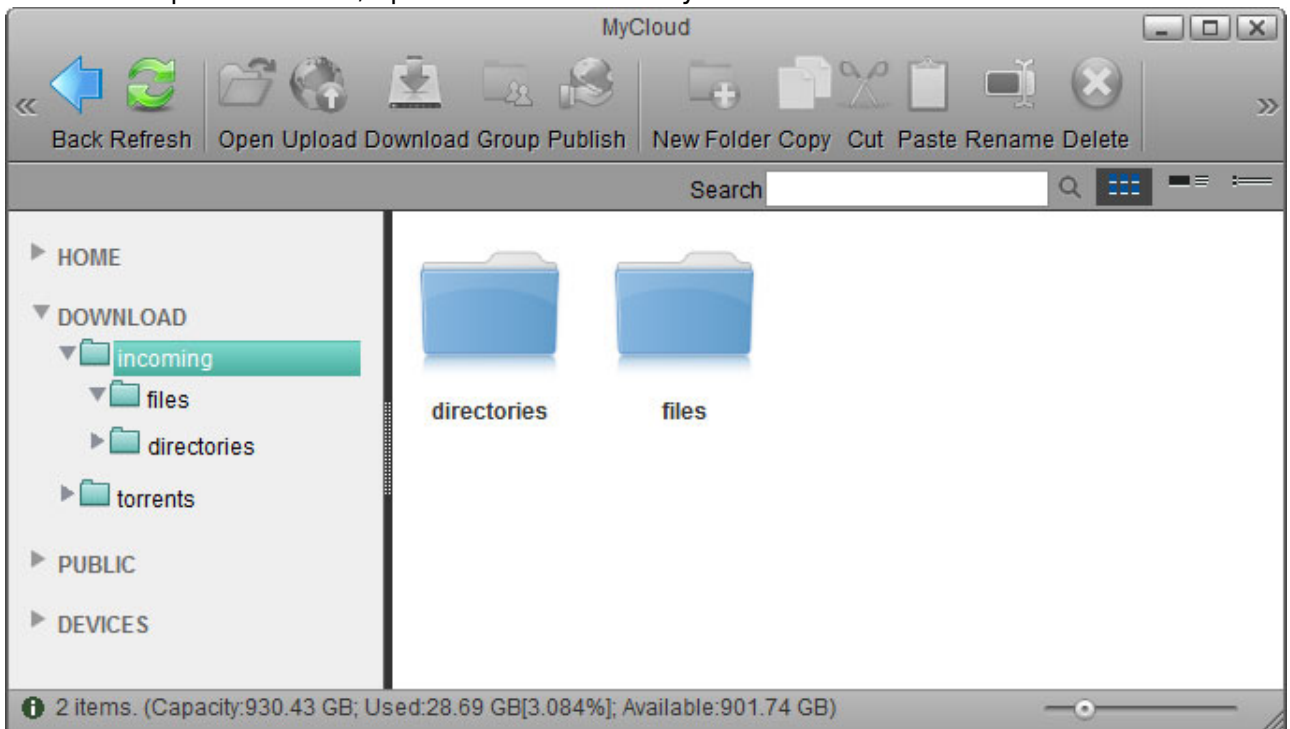 MyCloud
Back Refresh Open Upload Download Group Publish New Folder Copy Cut Paste Rename Delete
Search
HOME
DOWNLOAD
incoming
files
directories
torrents
PUBLIC
DEVICES
directories files
2 items. (Capacity:930.43 GB; Used:28.69 GB[3.084%]; Available:901.74 GB)